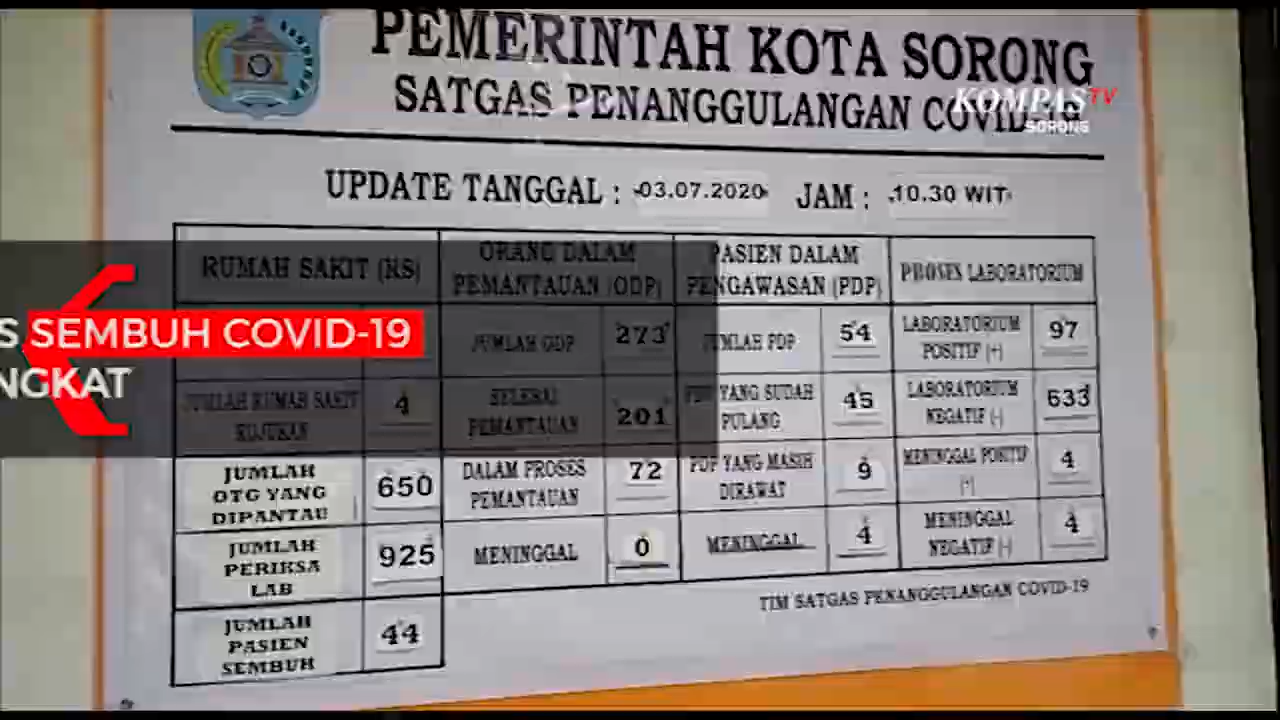 PEMERINTAH KOTA SORONG
SATGAS PENANGGULANGAN COVID-19
KOMPAS TV
SORONG
UPDATE TANGGAL : 03.07.2020 JAM : 10.30 WIT
RUMAH SAKIT (RS)
ORANG DALAM
PEMANTAUAN (ODP)
PASIEN DALAM
PENGAWASAN (PDP)
PROSES LABORATORIUM
S SEMBUH COVID-19
NGKAT
JUMLAH ODP 273
JUMLAH PDP 54
LABORATORIUM
POSITIF (+) 97
JUMLAH RUMAH SAKIT
RUJUKAN 4
SELESAI
PEMANTAUAN 201
PDP YANG SUDAH
PULANG 45
LABORATORIUM
NEGATIF (-) 633
JUMLAH
OTG YANG
DIPANTAU 650
DALAM PROSES
PEMANTAUAN 72
PDP YANG MASIH
DIRAWAT 9
MENINGGAL POSITIF
(+) 4
JUMLAH
PERIKSA
LAB 925
MENINGGAL 0
MENINGGAL 4
MENINGGAL
NEGATIF (-) 4
JUMLAH
PASIEN
SEMBUH 44
TIM SATGAS PENANGGULANGAN COVID-19